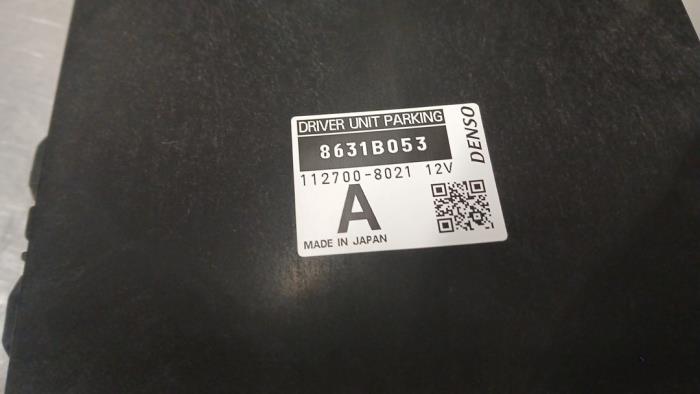 DRIVER UNIT PARKING
8631B053
112700-8021 12V
A
MADE IN JAPAN
DENSO